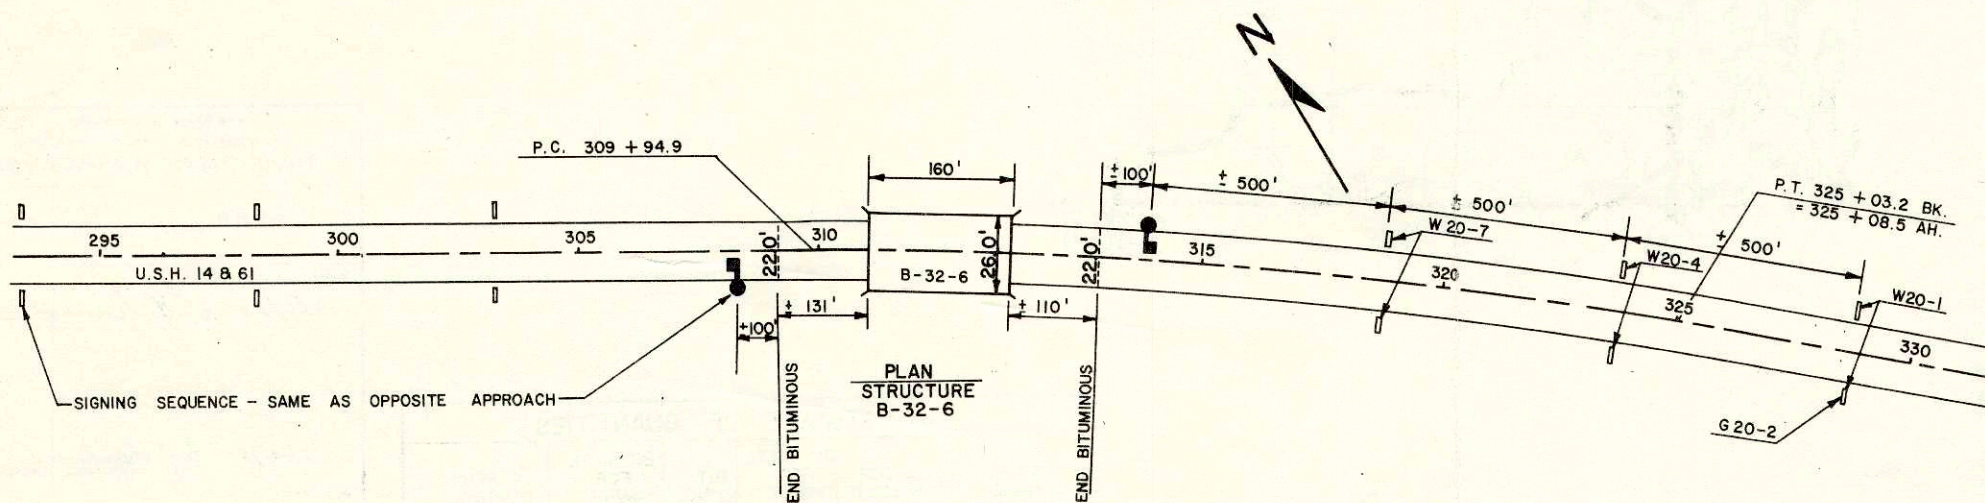 N
P.C. 309 + 94.9
160'
± 100'
± 500'
± 500'
± 500'
P.T. 325 + 03.2 BK.
= 325 + 08.5 AH.
W 20-7
W20-4
W20-1
295
300
305
310
315
320
325
330
22.0'
26.0'
22.0'
U.S.H. 14 & 61
B-32-6
± 100'
± 131'
± 110'
SIGNING SEQUENCE - SAME AS OPPOSITE APPROACH
END BITUMINOUS
PLAN
STRUCTURE
B-32-6
END BITUMINOUS
G 20-2